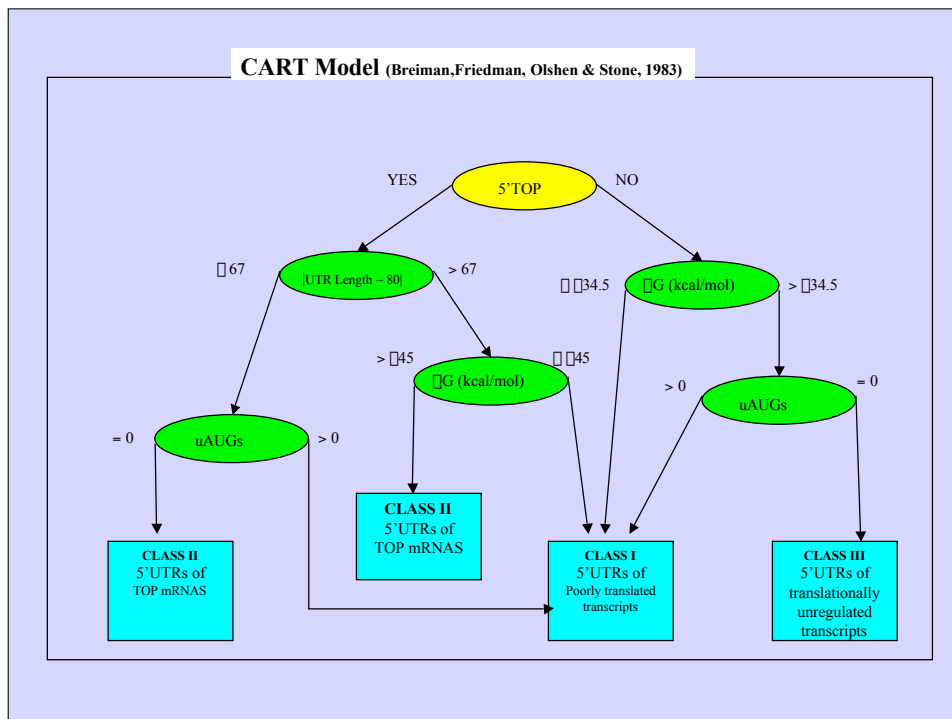 CART Model (Breiman,Friedman, Olshen & Stone, 1983)
YES
5'TOP
NO
□ 67
|UTR Length – 80|
> 67
□ □34.5
□G (kcal/mol)
> □34.5
> □45
□G (kcal/mol)
□ □45
> 0
uAUGs
= 0
= 0
uAUGs
> 0
CLASS II
5'UTRs of
TOP mRNAS
CLASS II
5'UTRs of
TOP mRNAS
CLASS I
5'UTRs of
Poorly translated
transcripts
CLASS III
5'UTRs of
translationally
unregulated
transcripts